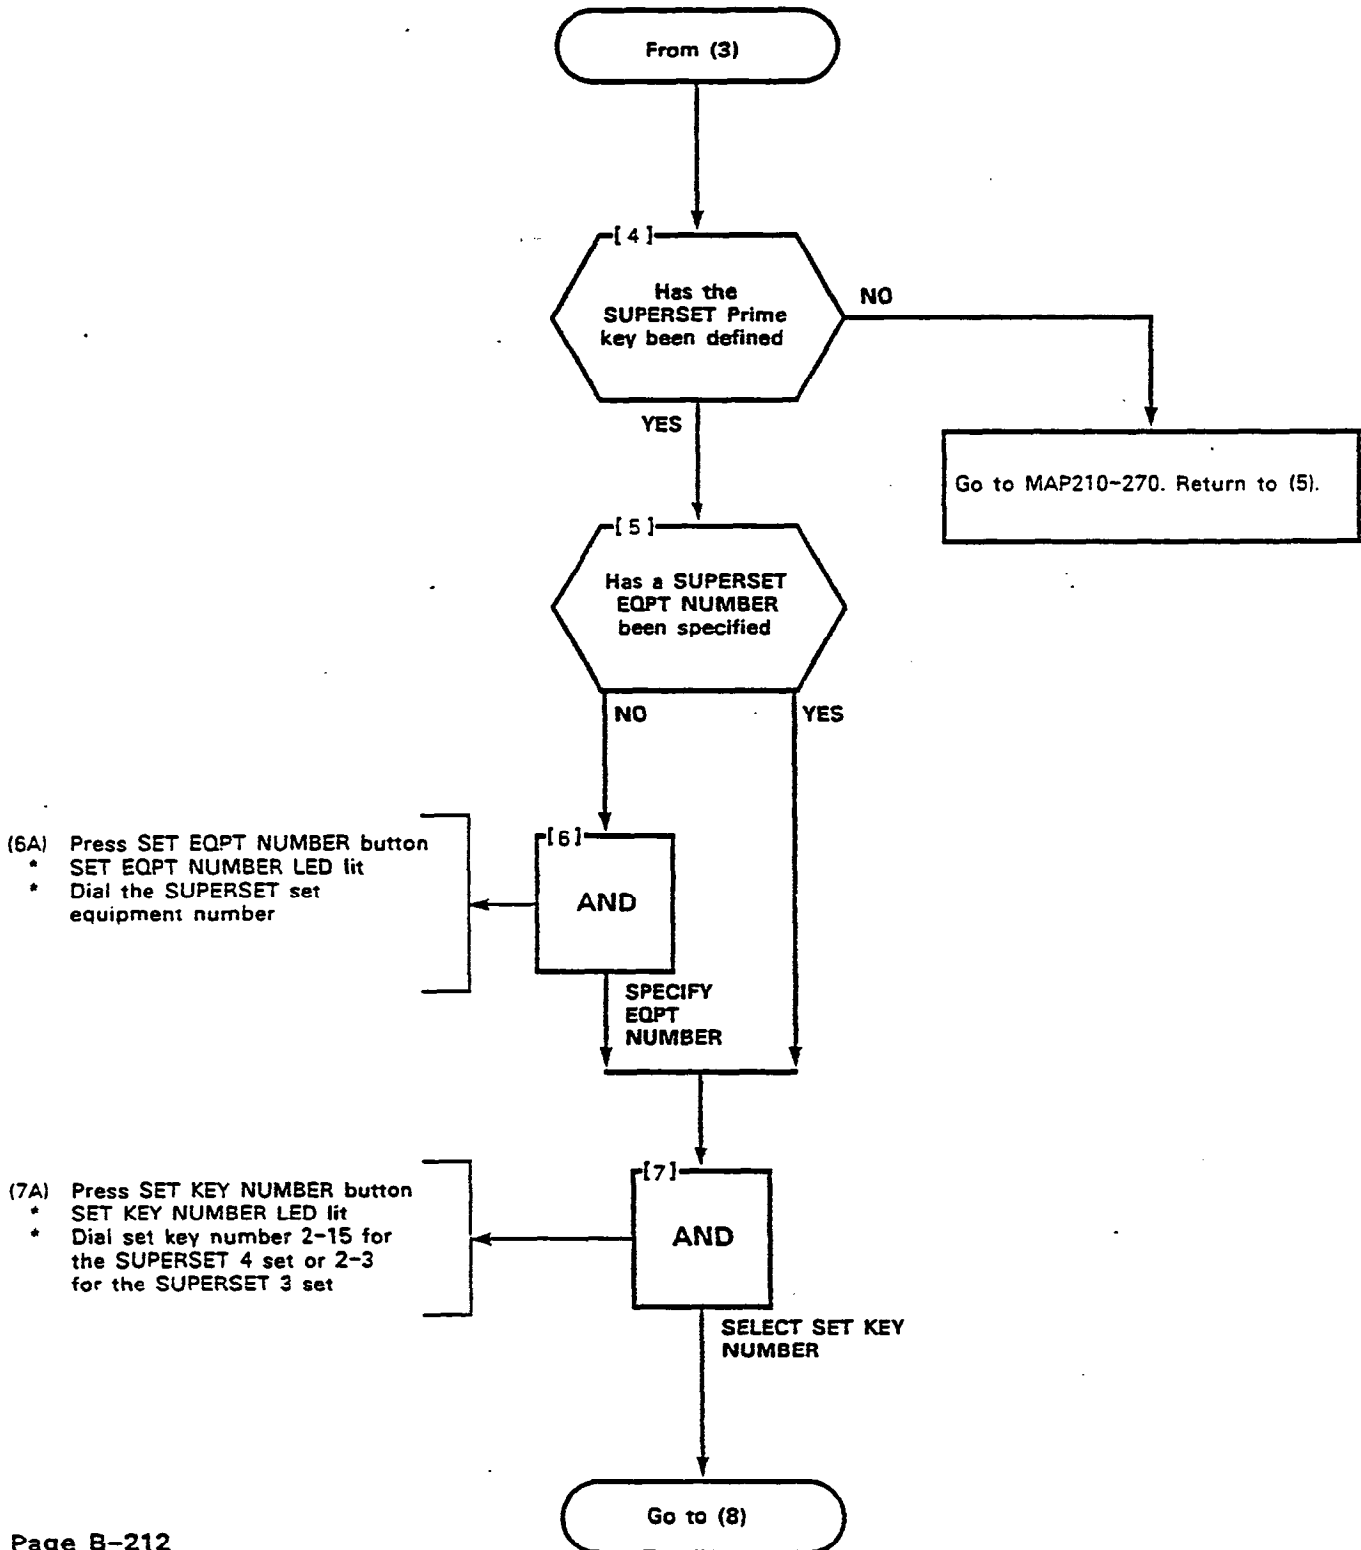 From (3)
[4]
Has the
SUPERSET Prime
key been defined
NO
YES
Go to MAP210-270. Return to (5).
[5]
Has a SUPERSET
EQPT NUMBER
been specified
NO
YES
(6A) Press SET EQPT NUMBER button
* SET EQPT NUMBER LED lit
* Dial the SUPERSET set
equipment number
[6]
AND
SPECIFY
EQPT
NUMBER
(7A) Press SET KEY NUMBER button
* SET KEY NUMBER LED lit
* Dial set key number 2-15 for
the SUPERSET 4 set or 2-3
for the SUPERSET 3 set
[7]
AND
SELECT SET KEY
NUMBER
Go to (8)
Page B-212